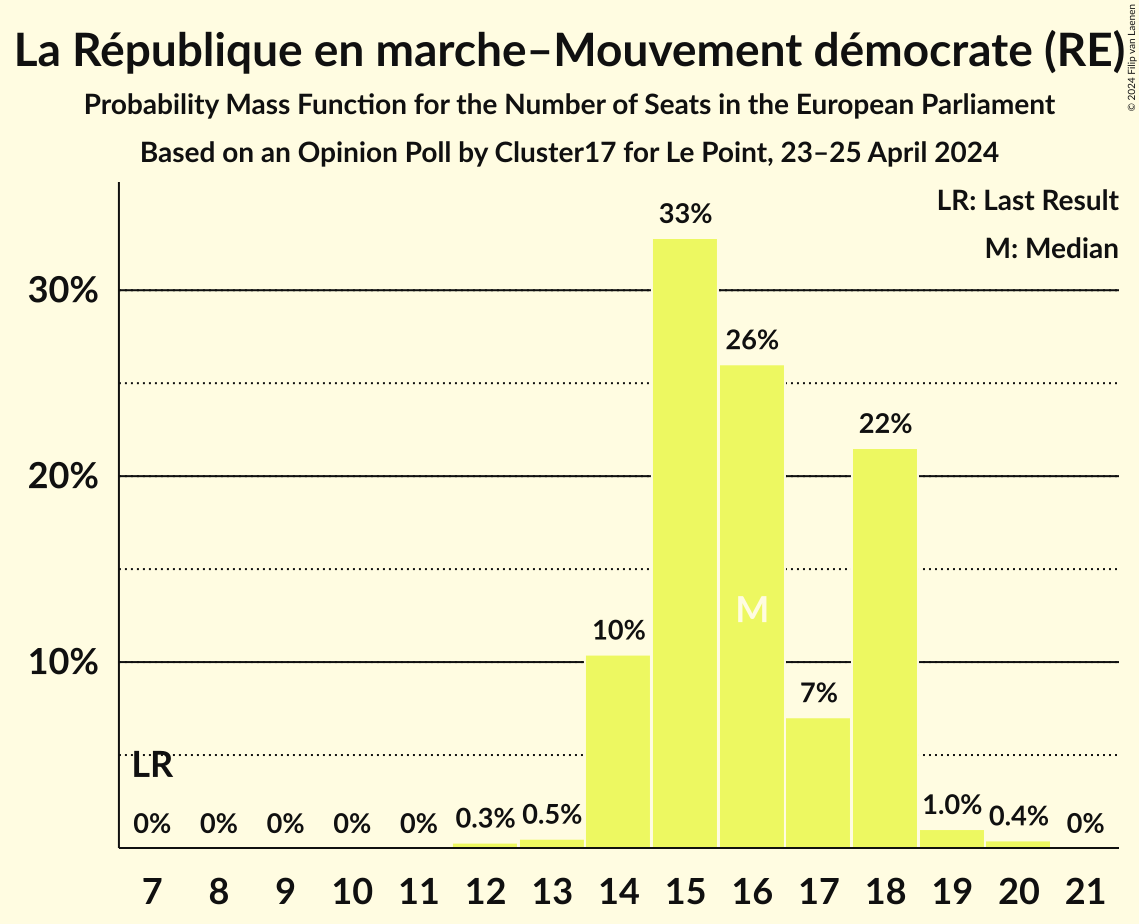 La République en marche–Mouvement démocrate (RE)
© 2024 Filip van Laenen
Probability Mass Function for the Number of Seats in the European Parliament
Based on an Opinion Poll by Cluster17 for Le Point, 23–25 April 2024
LR: Last Result
M: Median
33%
30%
26%
22%
20%
M
10%
10%
7%
LR
0% 0% 0% 0% 0% 0.3% 0.5% 1.0% 0.4% 0%
7 8 9 10 11 12 13 14 15 16 17 18 19 20 21